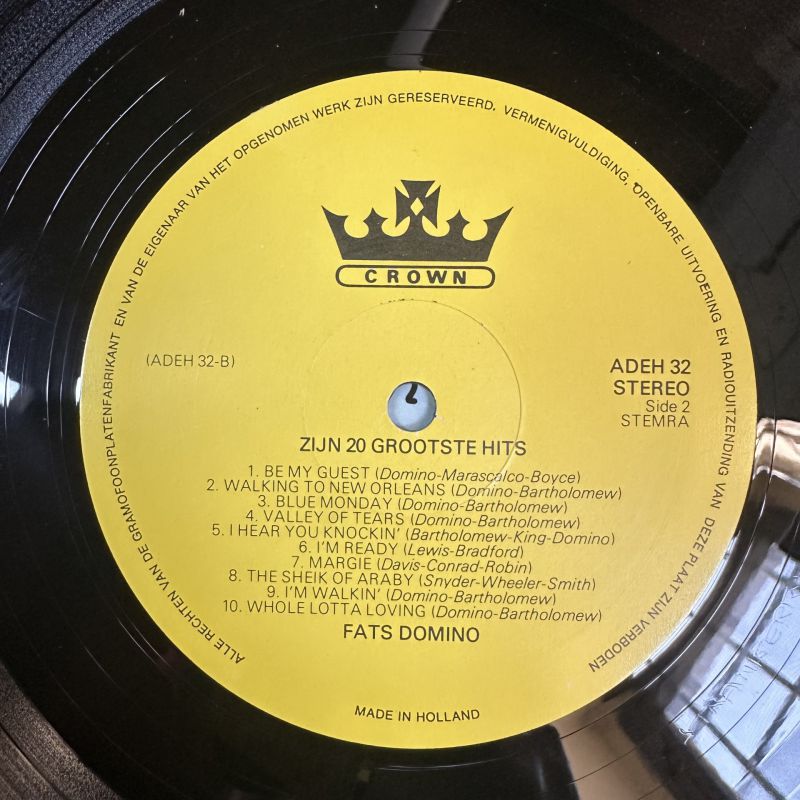 ALLE RECHTEN VAN DE GRAMOFOONPLATENFABRIKANT EN VAN DE EIGENAAR VAN HET OPGENOMEN WERK ZIJN GERESERVEERD. VERMENIGVULDIGING, OPENBARE UITVOERING EN RADIOUITZENDING VAN DEZE PLAAT ZIJN VERBODEN
CROWN
(ADEH 32-B)
ADEH 32
STEREO
Side 2
STEMRA
ZIJN 20 GROOTSTE HITS
1. BE MY GUEST (Domino-Marascalco-Boyce)
2. WALKING TO NEW ORLEANS (Domino-Bartholomew)
3. BLUE MONDAY (Domino-Bartholomew)
4. VALLEY OF TEARS (Domino-Bartholomew)
5. I HEAR YOU KNOCKIN' (Bartholomew-King-Domino)
6. I'M READY (Lewis-Bradford)
7. MARGIE (Davis-Conrad-Robin)
8. THE SHEIK OF ARABY (Snyder-Wheeler-Smith)
9. I'M WALKIN' (Domino-Bartholomew)
10. WHOLE LOTTA LOVING (Domino-Bartholomew)
FATS DOMINO
MADE IN HOLLAND